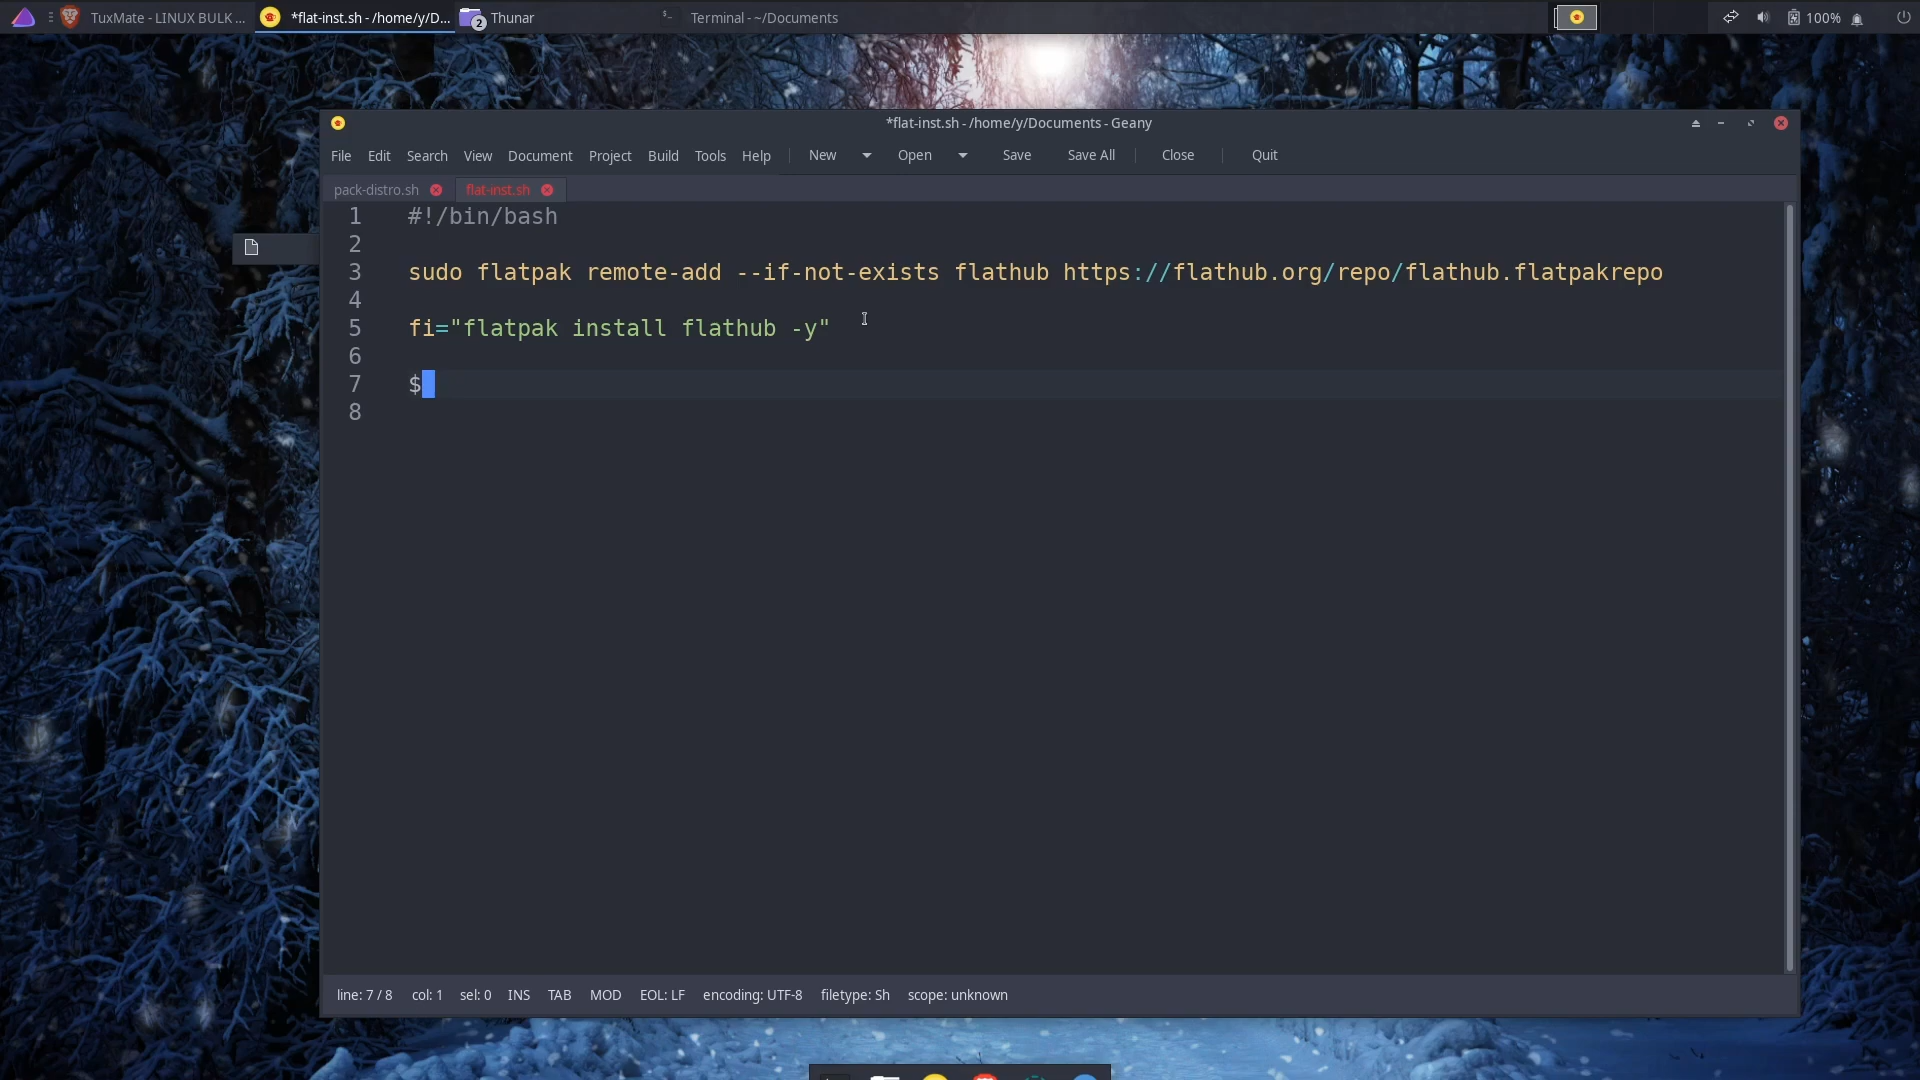 TuxMate - LINUX BULK ...
*flat-inst.sh - /home/y/D...
2
Thunar
Terminal - ~/Documents
100%
*flat-inst.sh - /home/y/Documents - Geany
File Edit Search View Document Project Build Tools Help New Open Save Save All Close Quit
pack-distro.sh flat-inst.sh
1 #!/bin/bash
2
3 sudo flatpak remote-add --if-not-exists flathub https://flathub.org/repo/flathub.flatpakrepo
4
5 fi="flatpak install flathub -y"
6
7 $
8
line: 7 / 8 col: 1 sel: 0 INS TAB MOD EOL: LF encoding: UTF-8 filetype: Sh scope: unknown